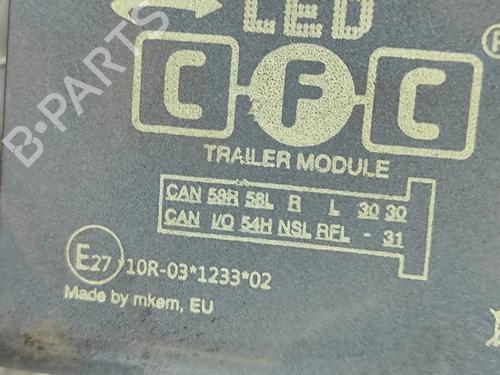 LED
C F C
TRAILER MODULE
CAN 58R 58L R L 30 30
CAN I/O 54H NSL RFL - 31
E27 *10R-03*1233*02
Made by mkem, EU
B-PARTS